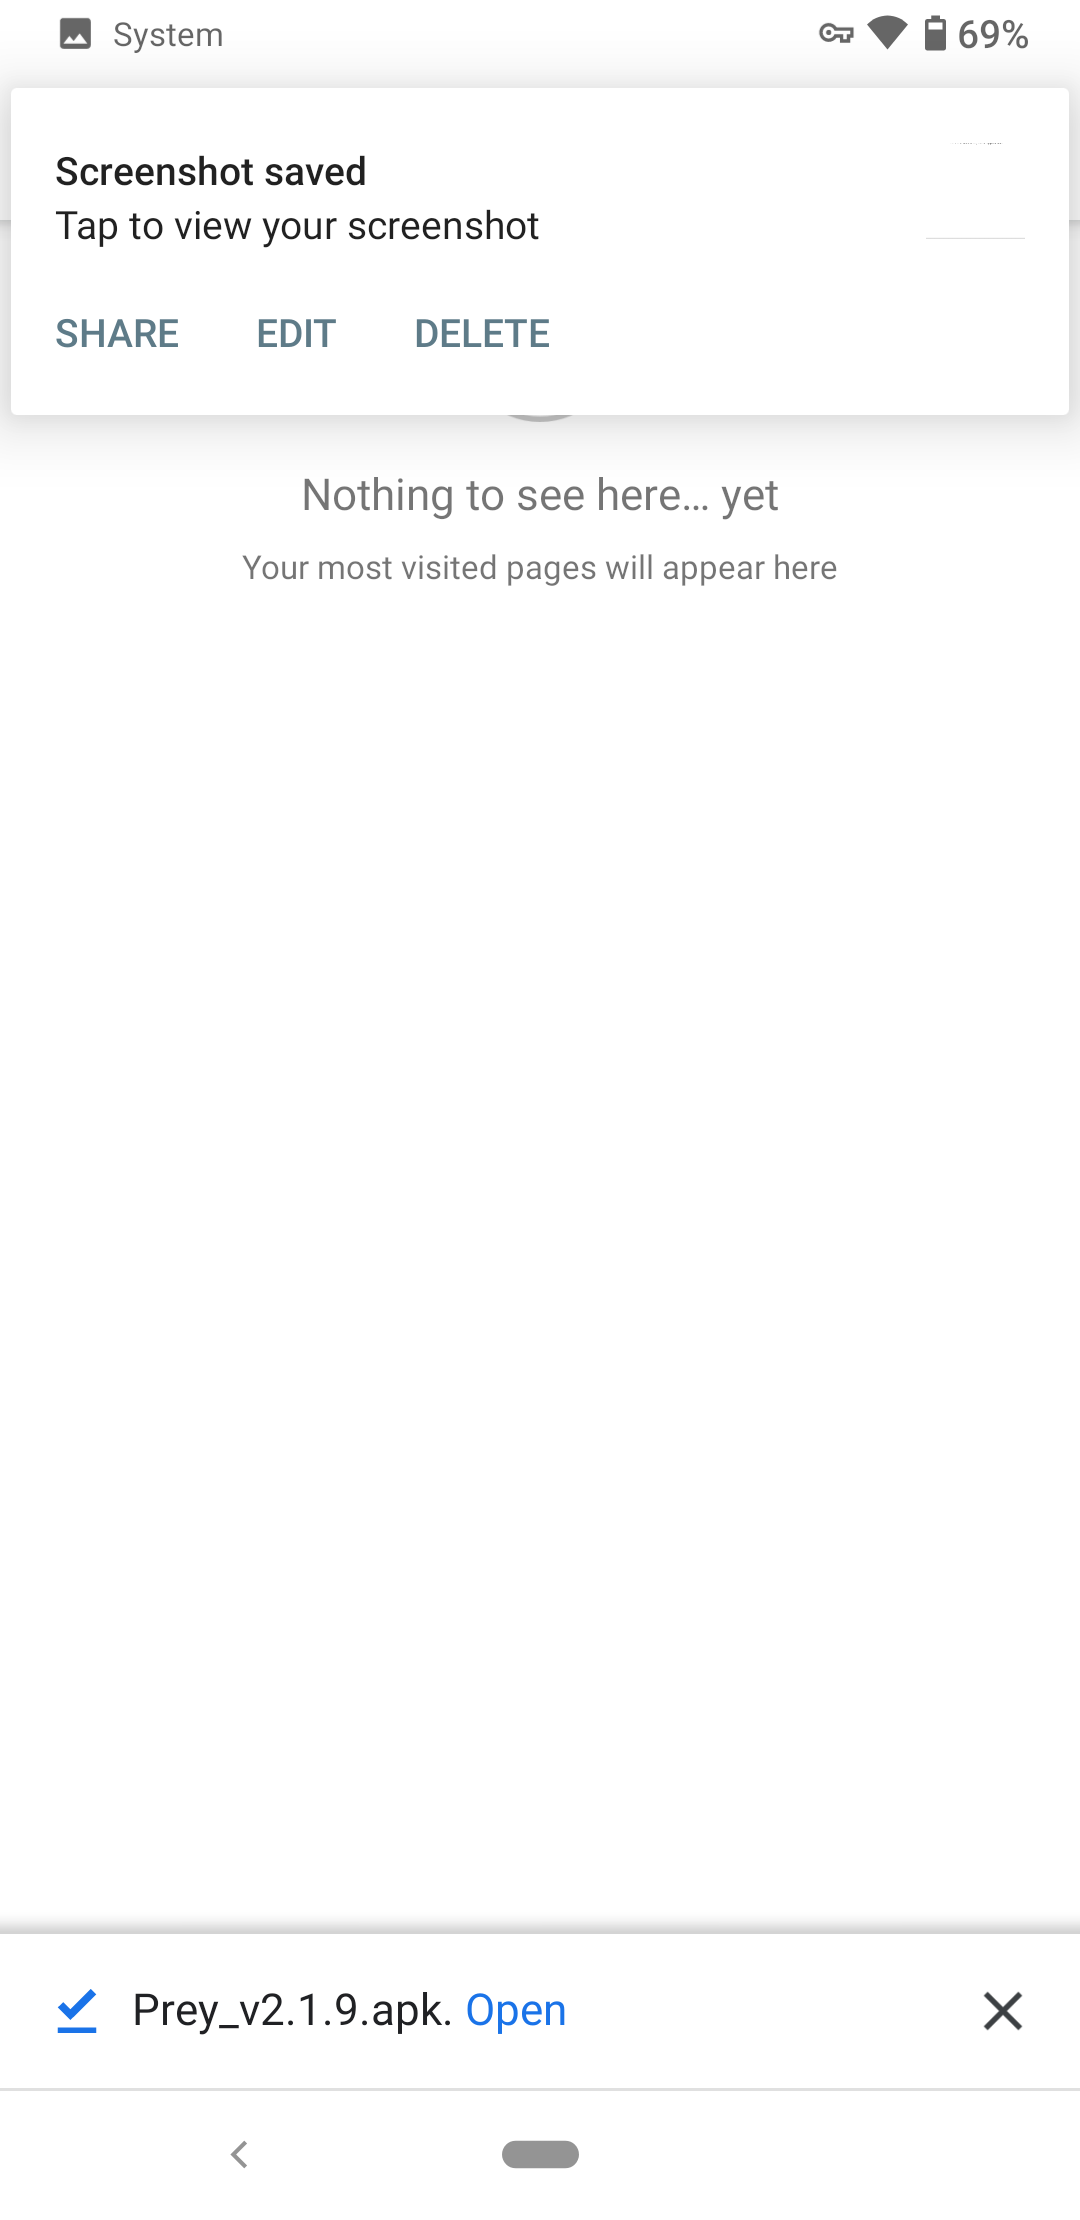 System
69%
Screenshot saved
Tap to view your screenshot
SHARE EDIT DELETE
Nothing to see here… yet
Your most visited pages will appear here
Prey_v2.1.9.apk. Open